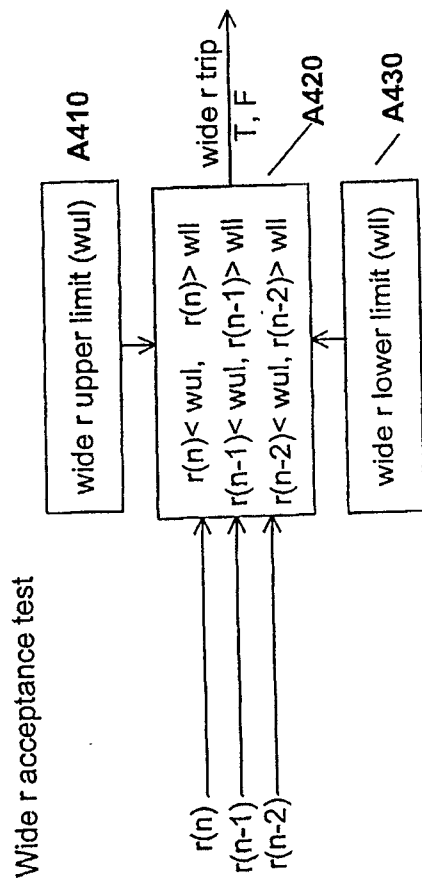 Wide r acceptance test
wide r upper limit (wul)
A410
r(n)
r(n-1)
r(n-2)
r(n)< wul, r(n)> wll
r(n-1)< wul, r(n-1)> wll
r(n-2)< wul, r(n-2)> wll
wide r trip
T, F
A420
wide r lower limit (wll)
A430